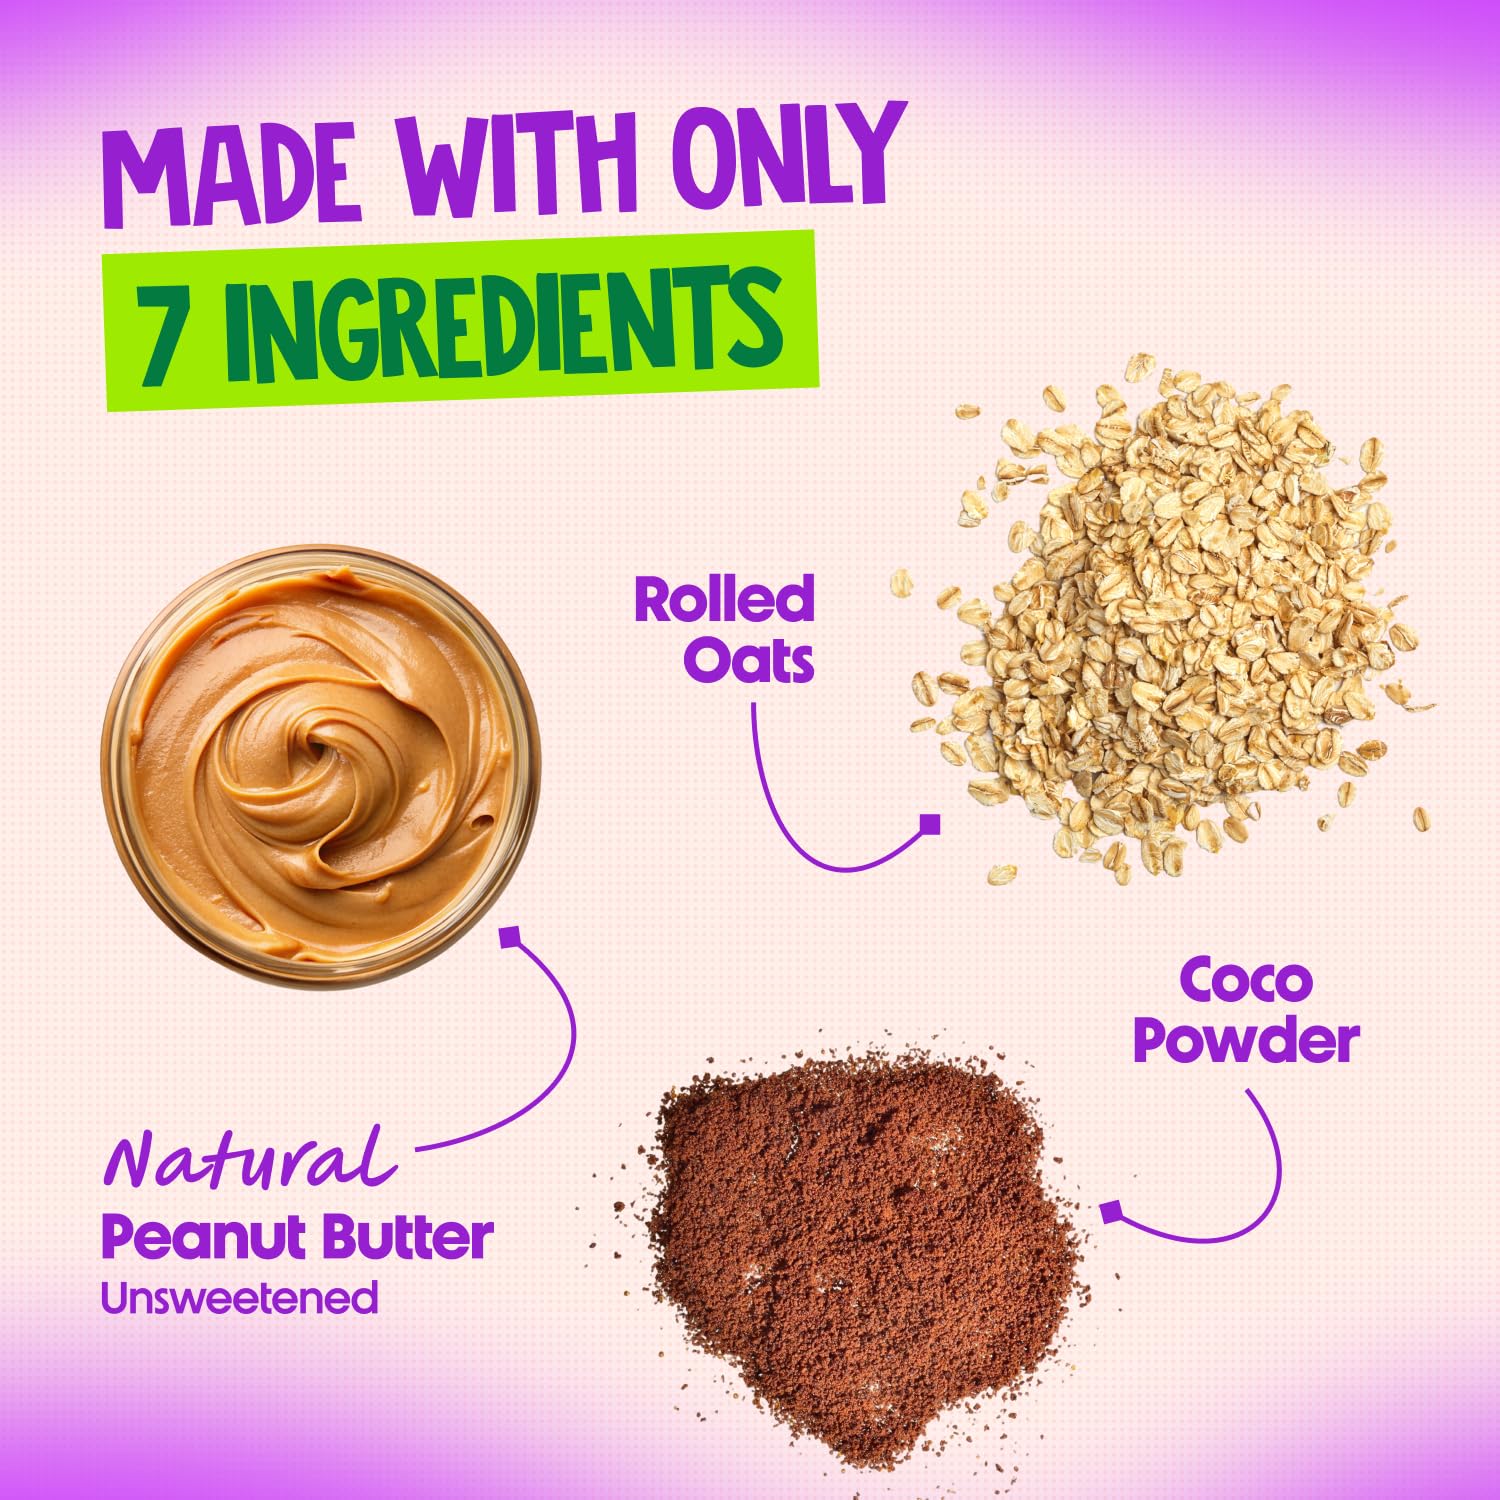 MADE WITH ONLY
7 INGREDIENTS
Rolled
Oats
Coco
Powder
Natural
Peanut Butter
Unsweetened